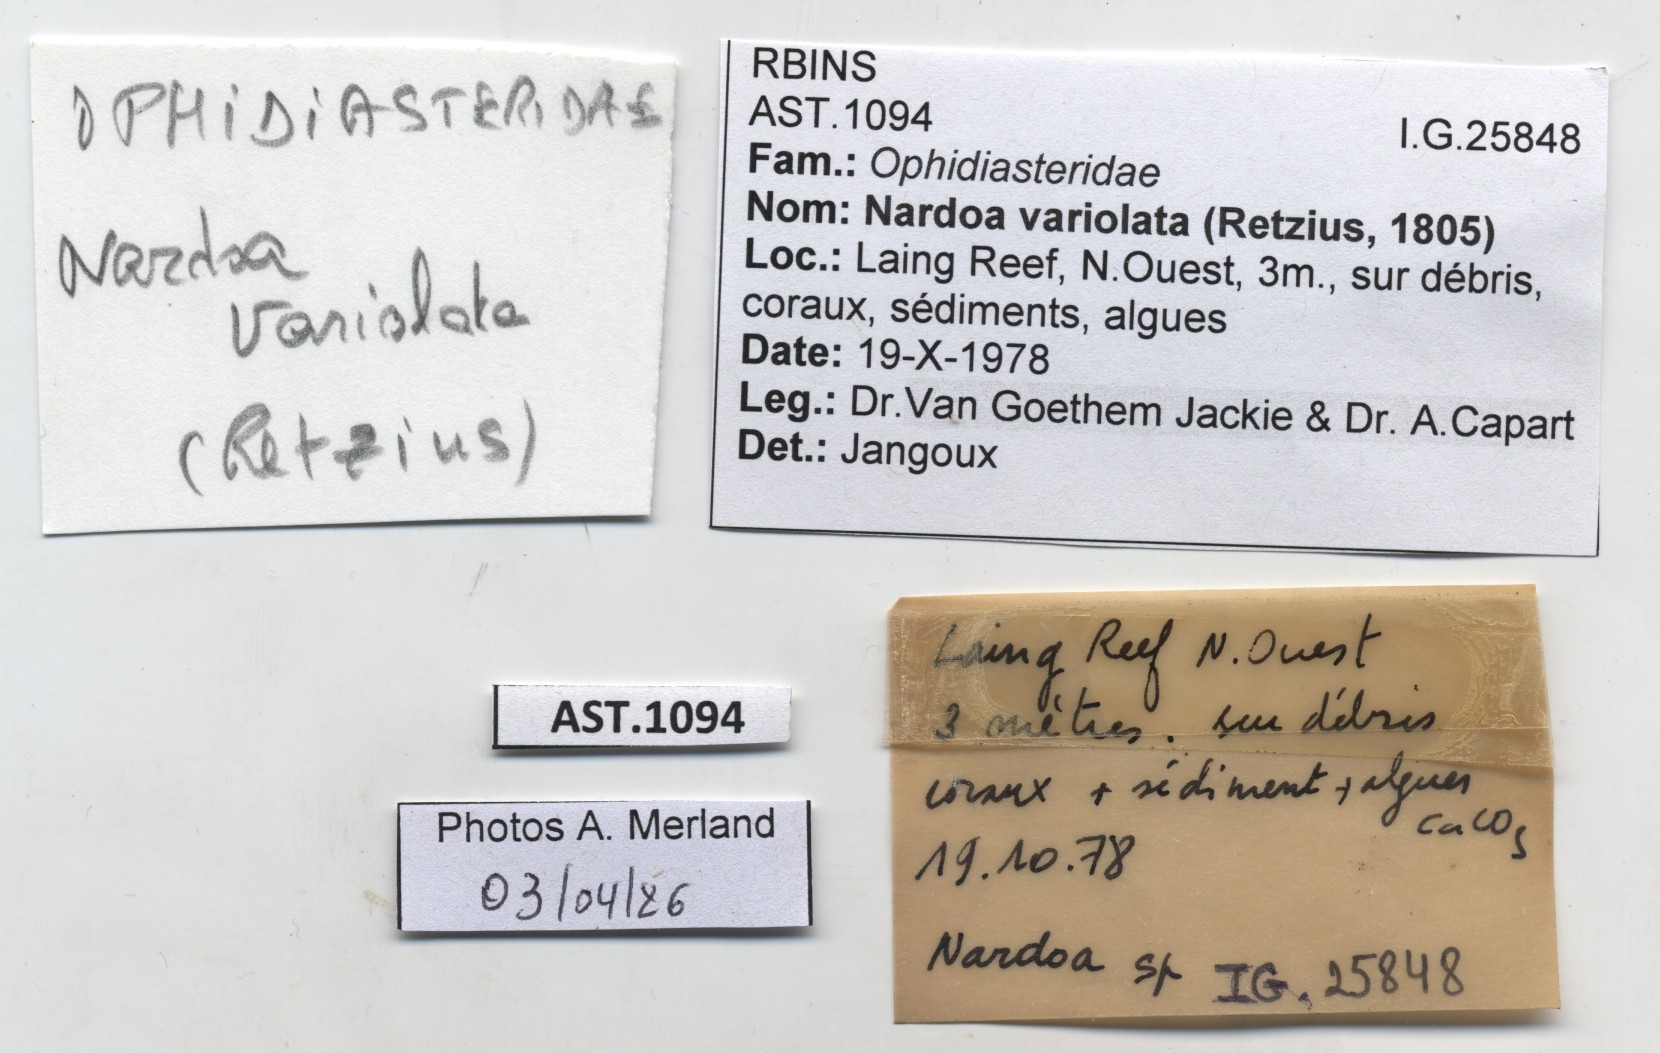 OPHIDIASTERIDAE
Nardoa
variolata
(Retzius)
RBINS
AST.1094
I.G.25848
Fam.: Ophidiasteridae
Nom: Nardoa variolata (Retzius, 1805)
Loc.: Laing Reef, N.Ouest, 3m., sur débris,
coraux, sédiments, algues
Date: 19-X-1978
Leg.: Dr.Van Goethem Jackie & Dr. A.Capart
Det.: Jangoux
AST.1094
Photos A. Merland
03/04/26
Laing Reef N.Ouest
3 mètres. sur débris
coraux + sédiment + algues
CaCO3
19.10.78
Nardoa sp IG. 25848